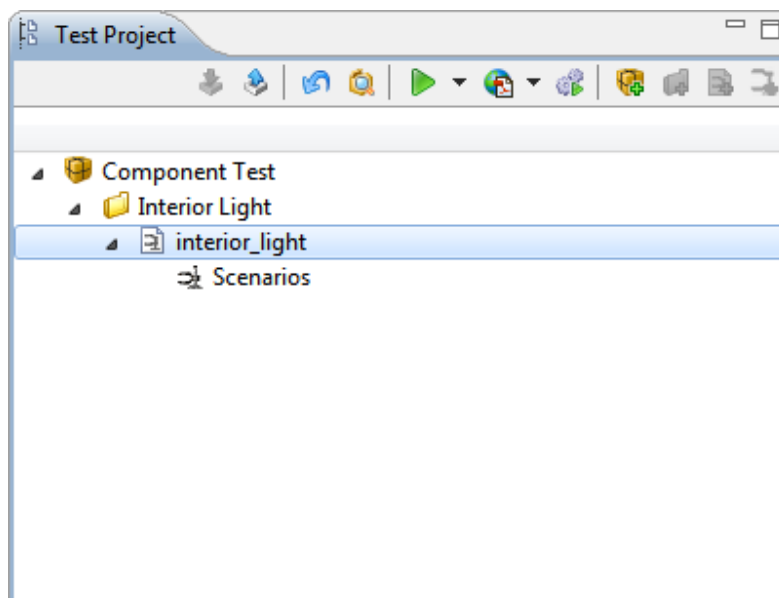 Test Project
Component Test
Interior Light
interior_light
Scenarios